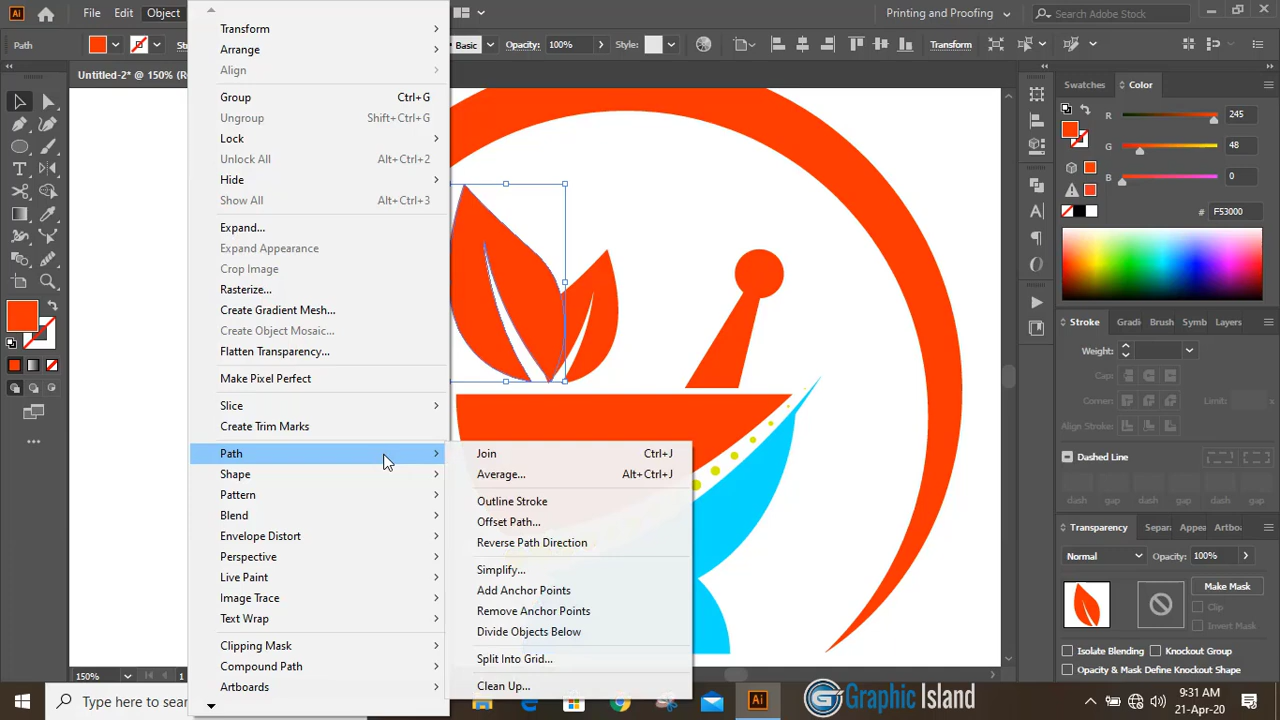 Ai
File
Edit
Object
Printing and Proofing
Search Adobe Stock
Path
Basic
Opacity:
100%
Style:
Transform
Untitled-2* @ 150%
Transform
Arrange
Align
Group Ctrl+G
Ungroup Shift+Ctrl+G
Lock
Unlock All Alt+Ctrl+2
Hide
Show All Alt+Ctrl+3
Expand...
Expand Appearance
Crop Image
Rasterize...
Create Gradient Mesh...
Create Object Mosaic...
Flatten Transparency...
Make Pixel Perfect
Slice
Create Trim Marks
Path
Shape
Pattern
Blend
Envelope Distort
Perspective
Live Paint
Image Trace
Text Wrap
Clipping Mask
Compound Path
Artboards
Join Ctrl+J
Average... Alt+Ctrl+J
Outline Stroke
Offset Path...
Reverse Path Direction
Simplify...
Add Anchor Points
Remove Anchor Points
Divide Objects Below
Split Into Grid...
Clean Up...
Swatches
Color
R 245
G 48
B 0
# F53000
Stroke Gradi Brush Symb Layers
Weight:
Cap:
Corner: Limit:
Align Stroke:
Dashed Line
dash gap dash gap dash gap
Transparency Separ Appe Artbo
Normal Opacity: 100%
Make Mask
Clip
Invert Mask
Isolate Blending Knockout Group
Opacity & Mask Define Knockout Shape
150%
1
Type here to sear
Ai
Graphic Island
9:31 AM
21-Apr-20